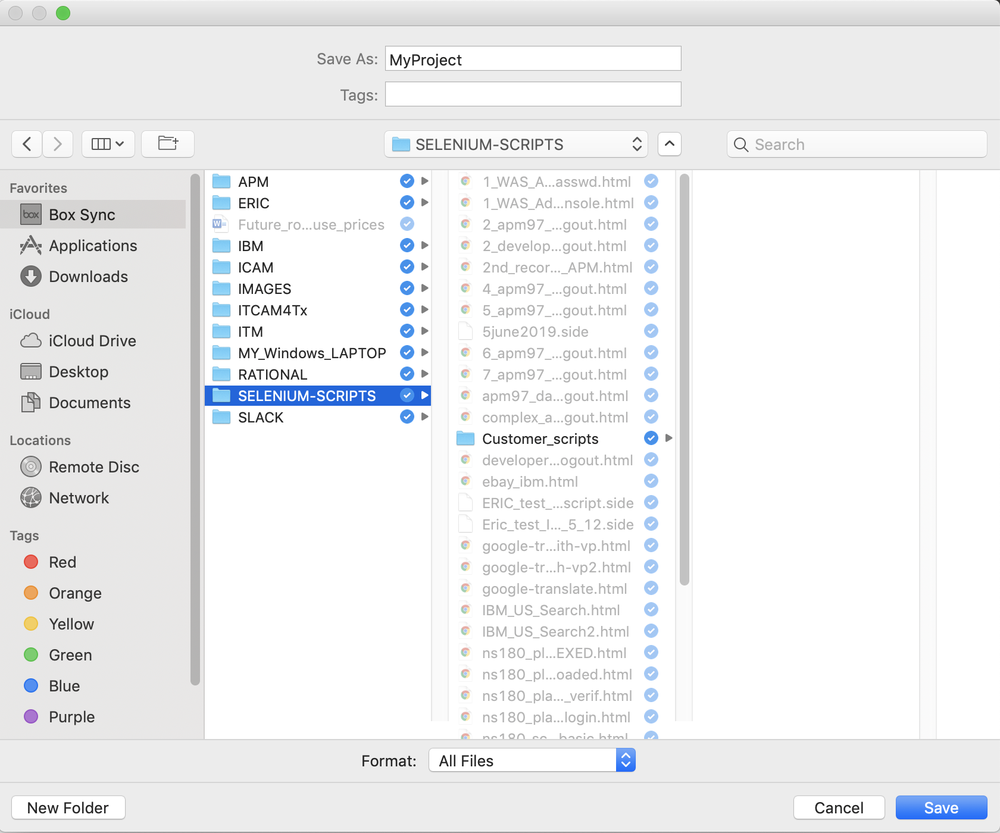 Save As: MyProject
Tags:
SELENIUM-SCRIPTS
Search
Favorites
box Box Sync
Applications
Downloads
iCloud
iCloud Drive
Desktop
Documents
Locations
Remote Disc
Network
Tags
Red
Orange
Yellow
Green
Blue
Purple
APM
ERIC
W Future_ro...use_prices
IBM
ICAM
IMAGES
ITCAM4Tx
ITM
MY_Windows_LAPTOP
RATIONAL
SELENIUM-SCRIPTS
SLACK
1_WAS_A...asswd.html
1_WAS_Ad...nsole.html
2_apm97_...gout.html
2_develop...gout.html
2nd_recor..._APM.html
4_apm97_...gout.html
5_apm97_...gout.html
5june2019.side
6_apm97_...gout.html
7_apm97_...gout.html
apm97_da...gout.html
complex_a...gout.html
Customer_scripts
developer...ogout.html
ebay_ibm.html
ERIC_test_...script.side
Eric_test_I..._5_12.side
google-tr...ith-vp.html
google-tr...h-vp2.html
google-translate.html
IBM_US_Search.html
IBM_US_Search2.html
ns180_pl...EXED.html
ns180_pl...oaded.html
ns180_pla..._verif.html
ns180_pla...login.html
ns180_sc...basic.html
Format: All Files
New Folder
Cancel
Save